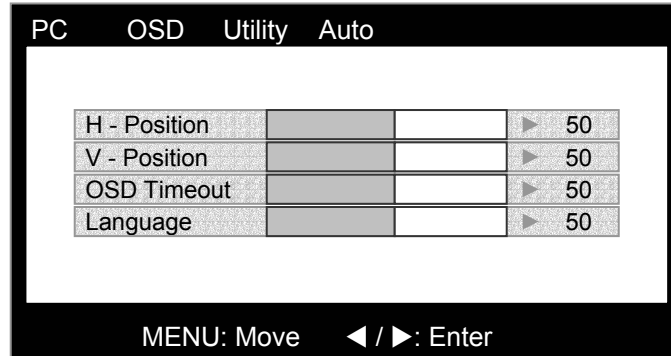 PC OSD Utility Auto
H - Position 50
V - Position 50
OSD Timeout 50
Language 50
MENU: Move ◀ / ▶: Enter